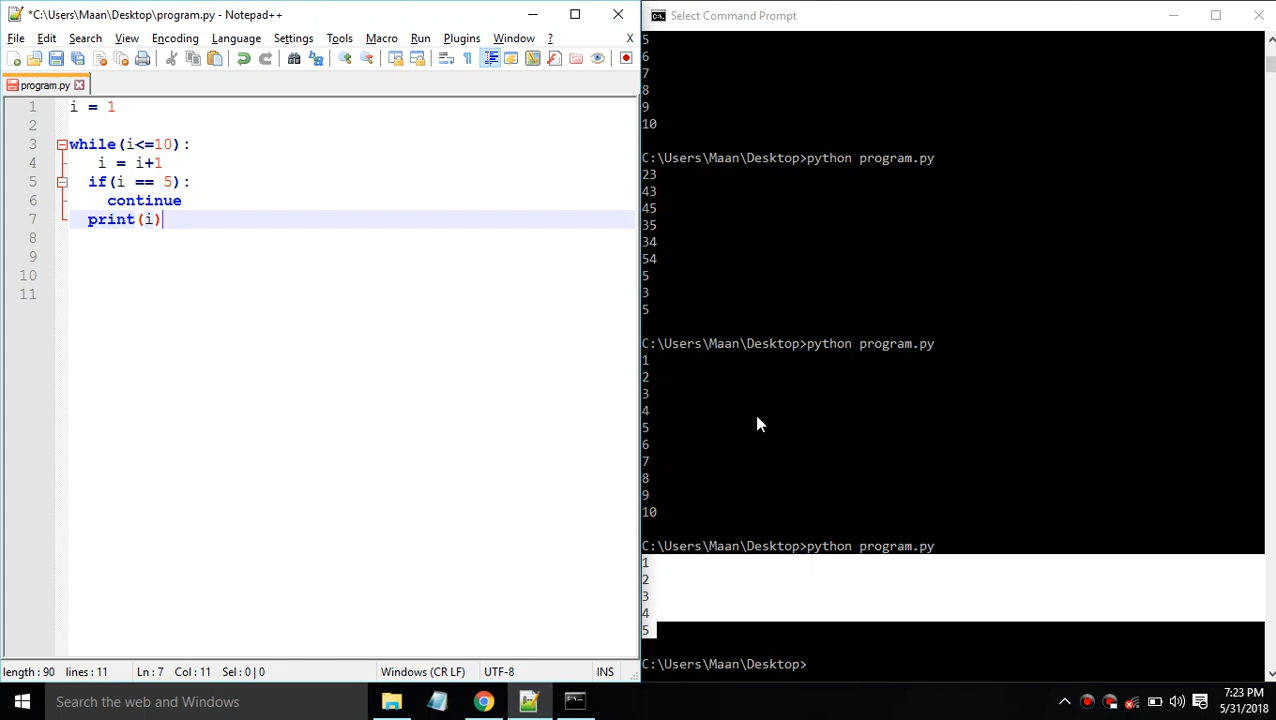 *C:\Users\Maan\Desktop\program.py - Notepad++
File Edit Search View Encoding Language Settings Tools Macro Run Plugins Window ? X
program.py
1 i = 1
2
3 while(i<=10):
4 i = i+1
5 if(i == 5):
6 continue
7 print(i)
8
9
10
11
length : 90 lines : 11 Ln : 7 Col : 11 Sel : 0 | 0 Windows (CR LF) UTF-8 INS
Select Command Prompt
5
6
7
8
9
10
C:\Users\Maan\Desktop>python program.py
23
43
45
35
34
54
5
3
5
C:\Users\Maan\Desktop>python program.py
1
2
3
4
5
6
7
8
9
10
C:\Users\Maan\Desktop>python program.py
1
2
3
4
5
C:\Users\Maan\Desktop>
Search the web and Windows
7:23 PM
5/31/2018